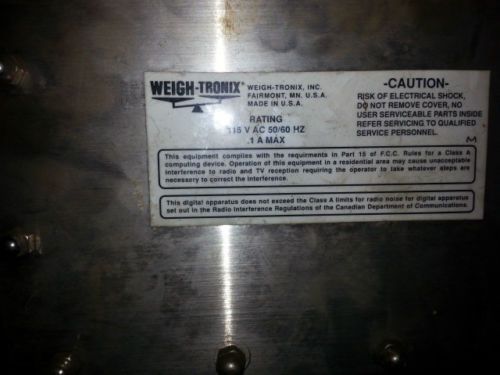 WEIGH-TRONIX® WEIGH-TRONIX, INC.
FAIRMONT, MN. U.S.A.
MADE IN U.S.A.
RATING
115 V AC 50/60 HZ
.1 A MAX
-CAUTION-
RISK OF ELECTRICAL SHOCK,
DO NOT REMOVE COVER, NO
USER SERVICEABLE PARTS INSIDE
REFER SERVICING TO QUALIFIED
SERVICE PERSONNEL.
M
This equipment complies with the requirments in Part 15 of F.C.C. Rules for a Class A
computing device. Operation of this equipment in a residential area may cause unacceptable
interference to radio and TV reception requiring the operator to take whatever steps are
necessary to correct the interference.
This digital apparatus does not exceed the Class A limits for radio noise for digital apparatus
set out in the Radio Interference Regulations of the Canadian Department of Communications.